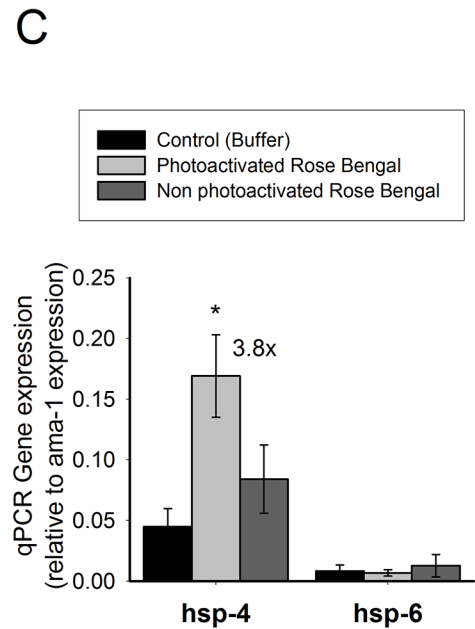 C
Control (Buffer)
Photoactivated Rose Bengal
Non photoactivated Rose Bengal
qPCR Gene expression
(relative to ama-1 expression)
0.25
0.20
0.15
0.10
0.05
0.00
*
3.8x
hsp-4
hsp-6